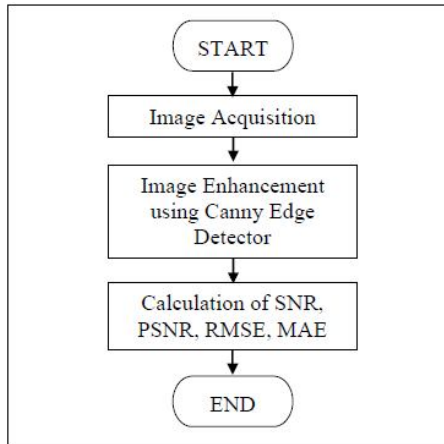 START
Image Acquisition
Image Enhancement
using Canny Edge
Detector
Calculation of SNR,
PSNR, RMSE, MAE
END